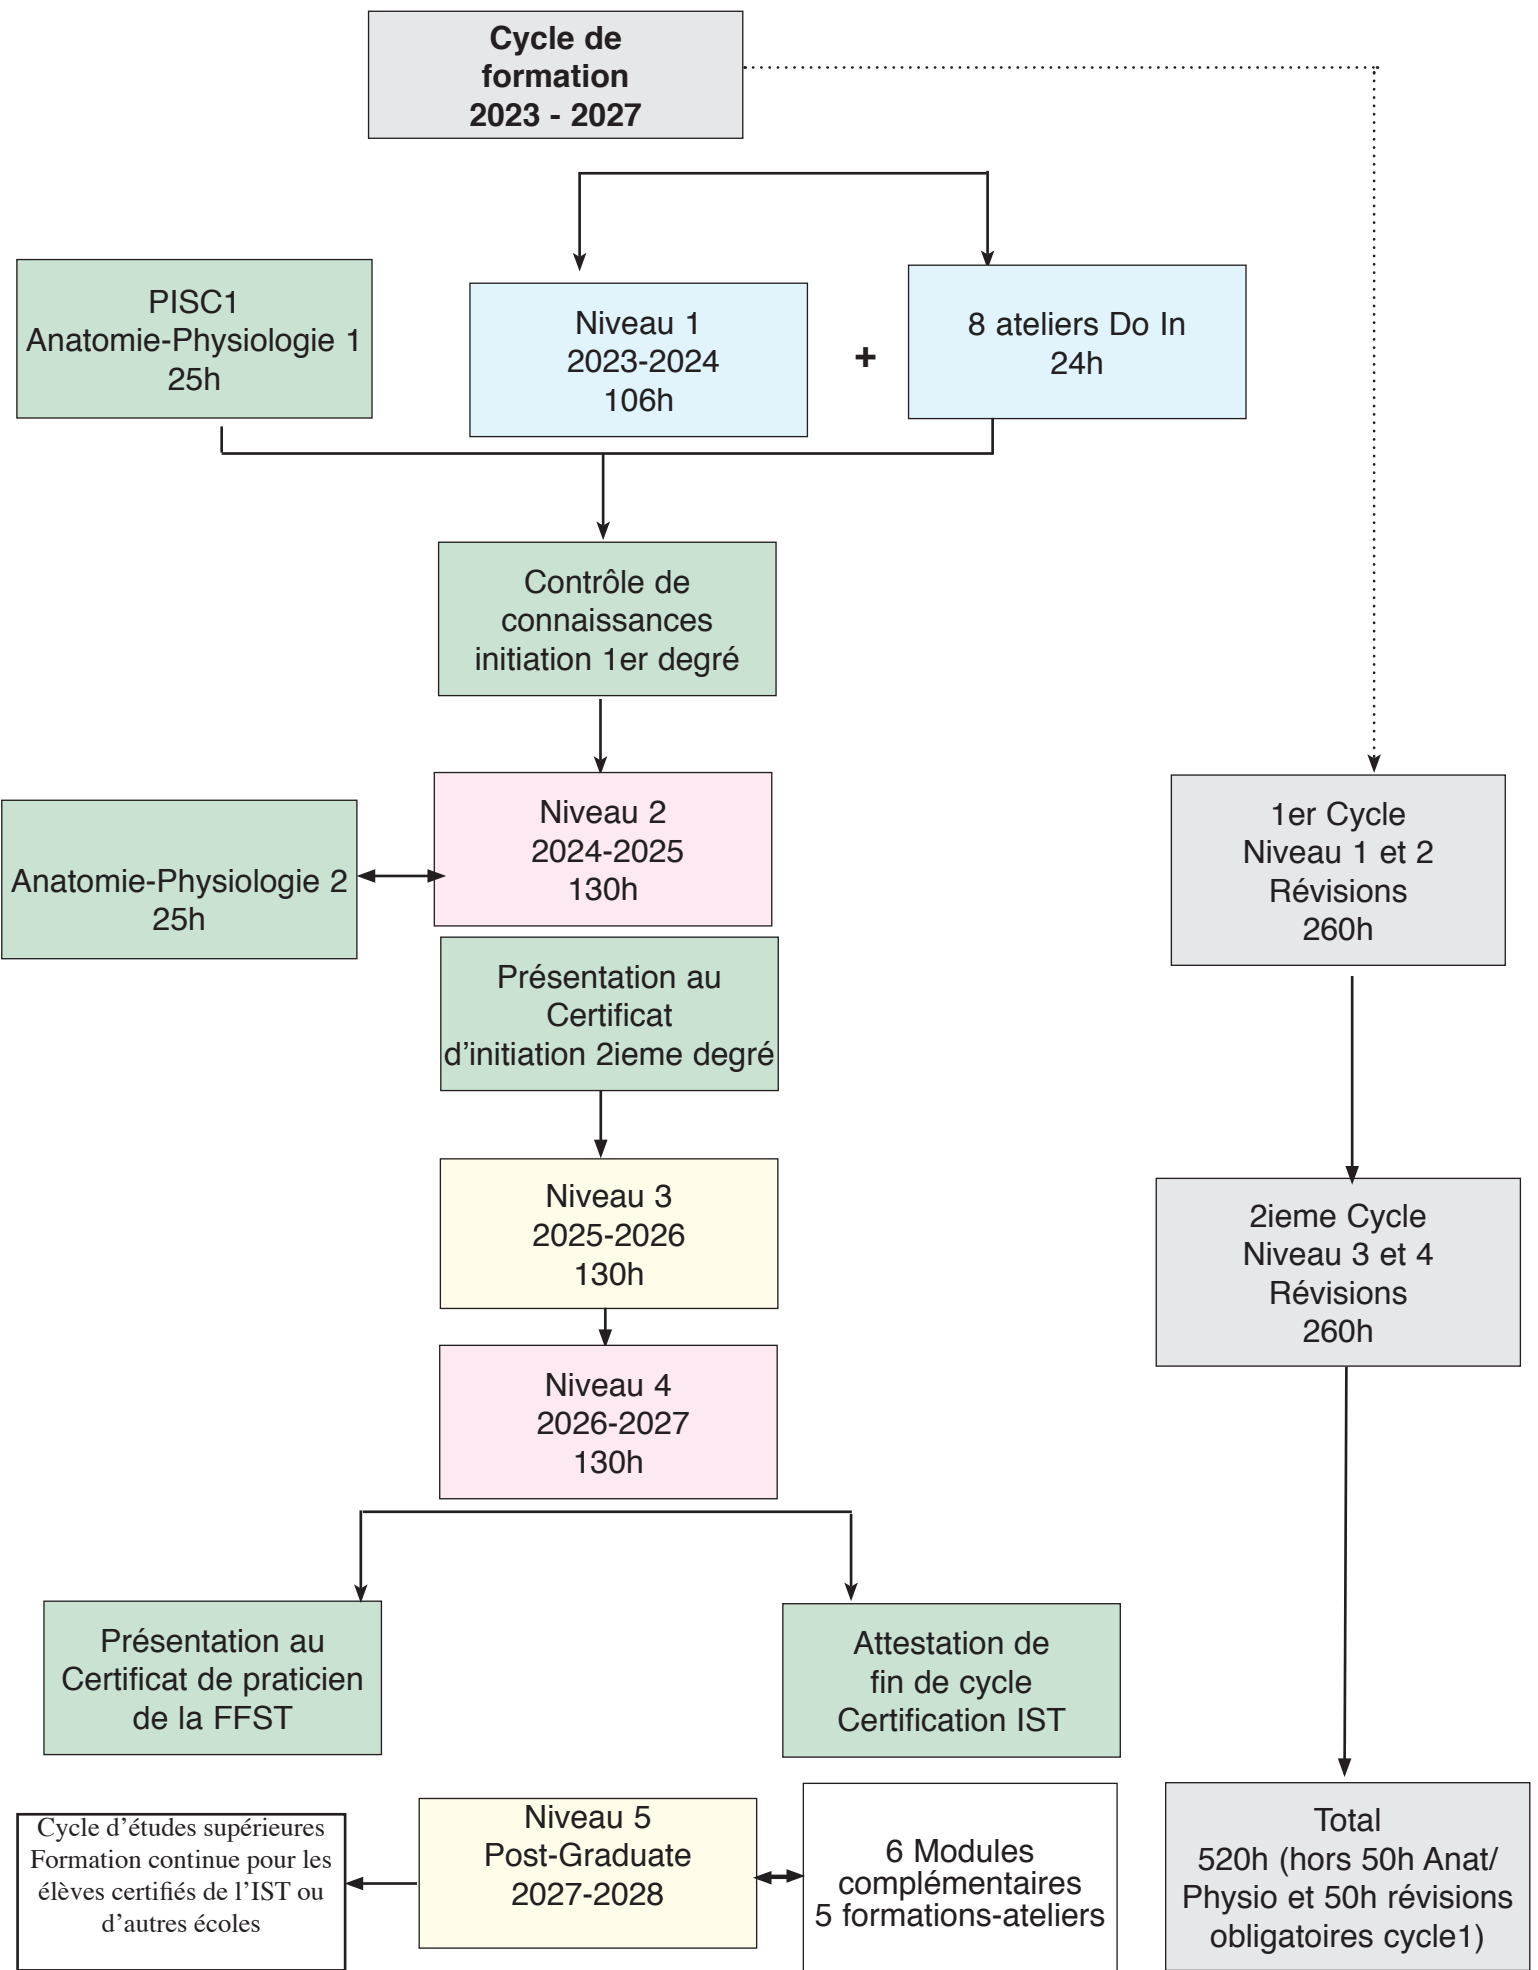 Cycle de
formation
2023 - 2027
PISC1
Anatomie-Physiologie 1
25h
Niveau 1
2023-2024
106h
+
8 ateliers Do In
24h
Contrôle de
connaissances
initiation 1er degré
Niveau 2
2024-2025
130h
Anatomie-Physiologie 2
25h
1er Cycle
Niveau 1 et 2
Révisions
260h
Présentation au
Certificat
d’initiation 2ieme degré
Niveau 3
2025-2026
130h
2ieme Cycle
Niveau 3 et 4
Révisions
260h
Niveau 4
2026-2027
130h
Présentation au
Certificat de praticien
de la FFST
Attestation de
fin de cycle
Certification IST
Cycle d’études supérieures
Formation continue pour les
élèves certifiés de l’IST ou
d’autres écoles
Niveau 5
Post-Graduate
2027-2028
6 Modules
complémentaires
5 formations-ateliers
Total
520h (hors 50h Anat/
Physio et 50h révisions
obligatoires cycle1)